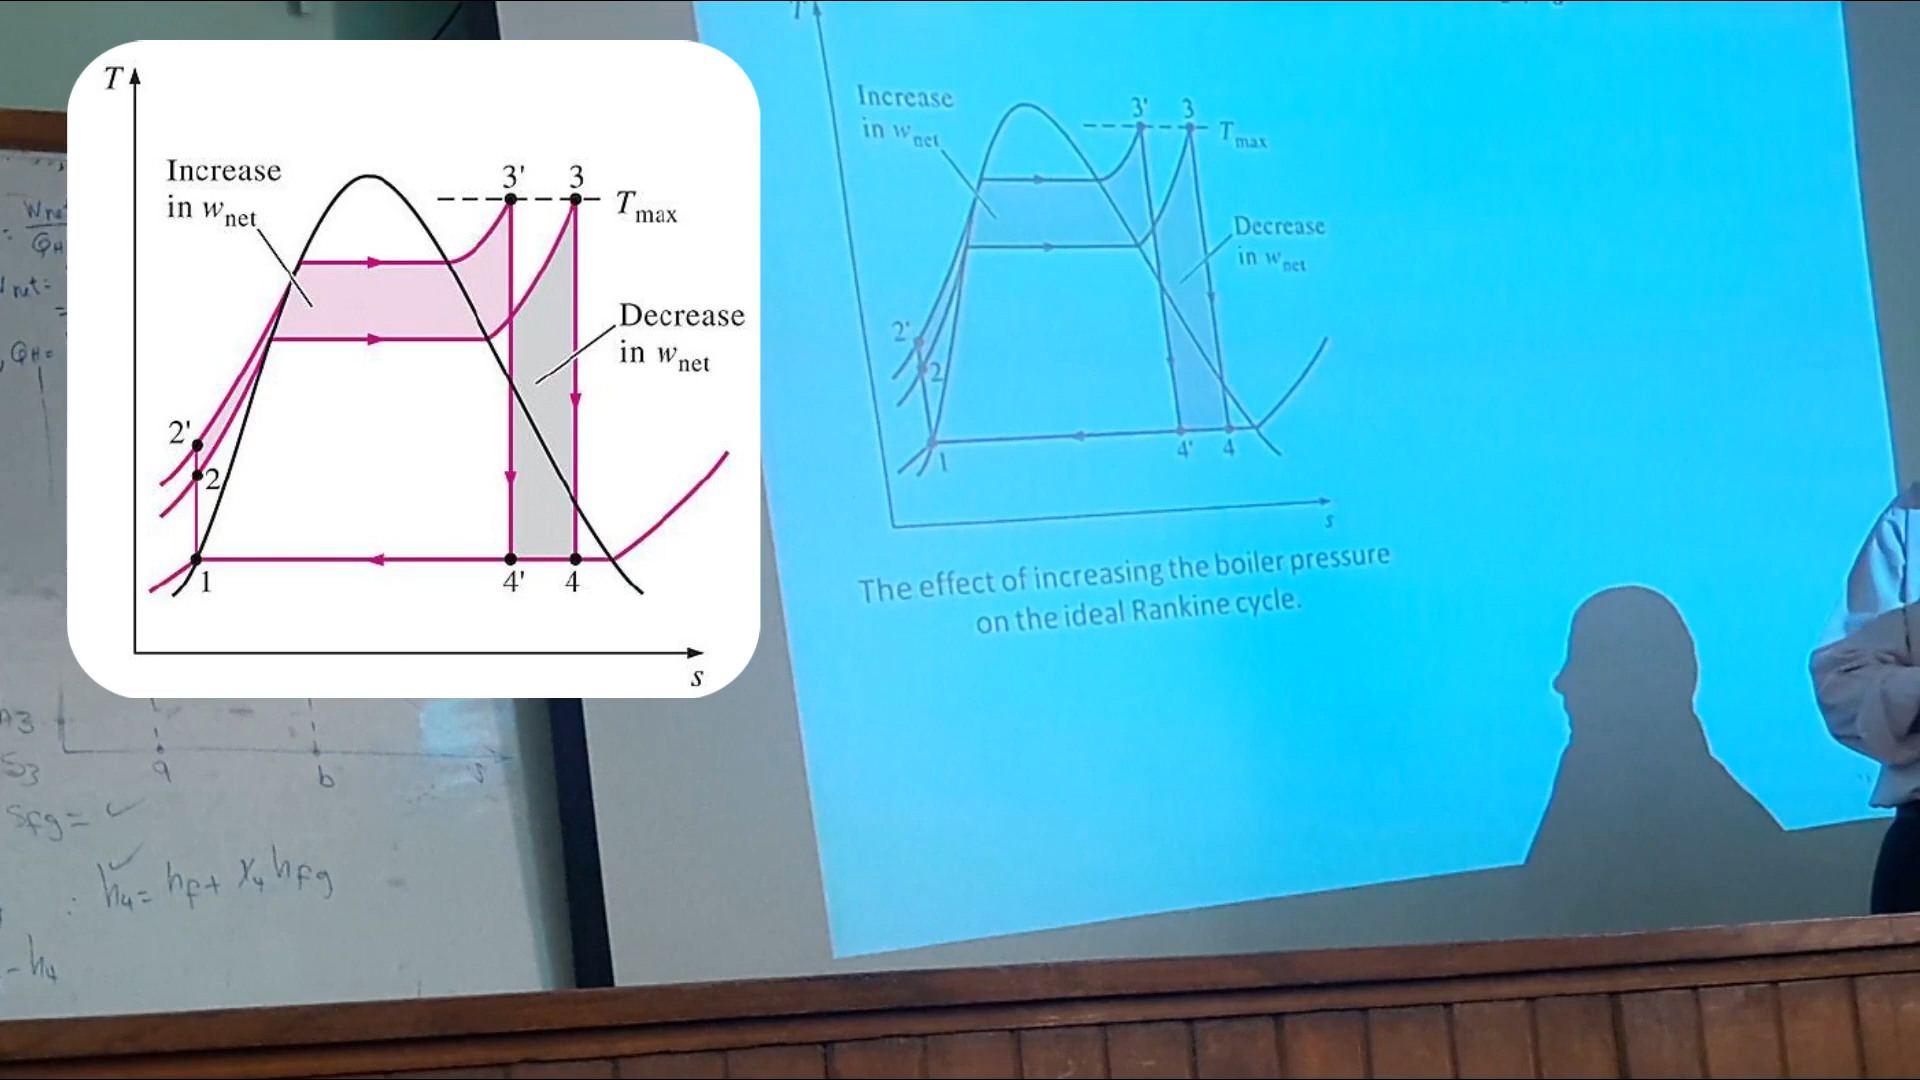 T
Increase
in wnet
3'
3
Tmax
Decrease
in wnet
2'
2
1
4'
4
s
T
Increase
in wnet
3'
3
Tmax
Decrease
in wnet
2'
2
1
4'
4
s
The effect of increasing the boiler pressure
on the ideal Rankine cycle.
a
b
S
Sfg = ✓
h4 = hf + x4 hfg
- h4